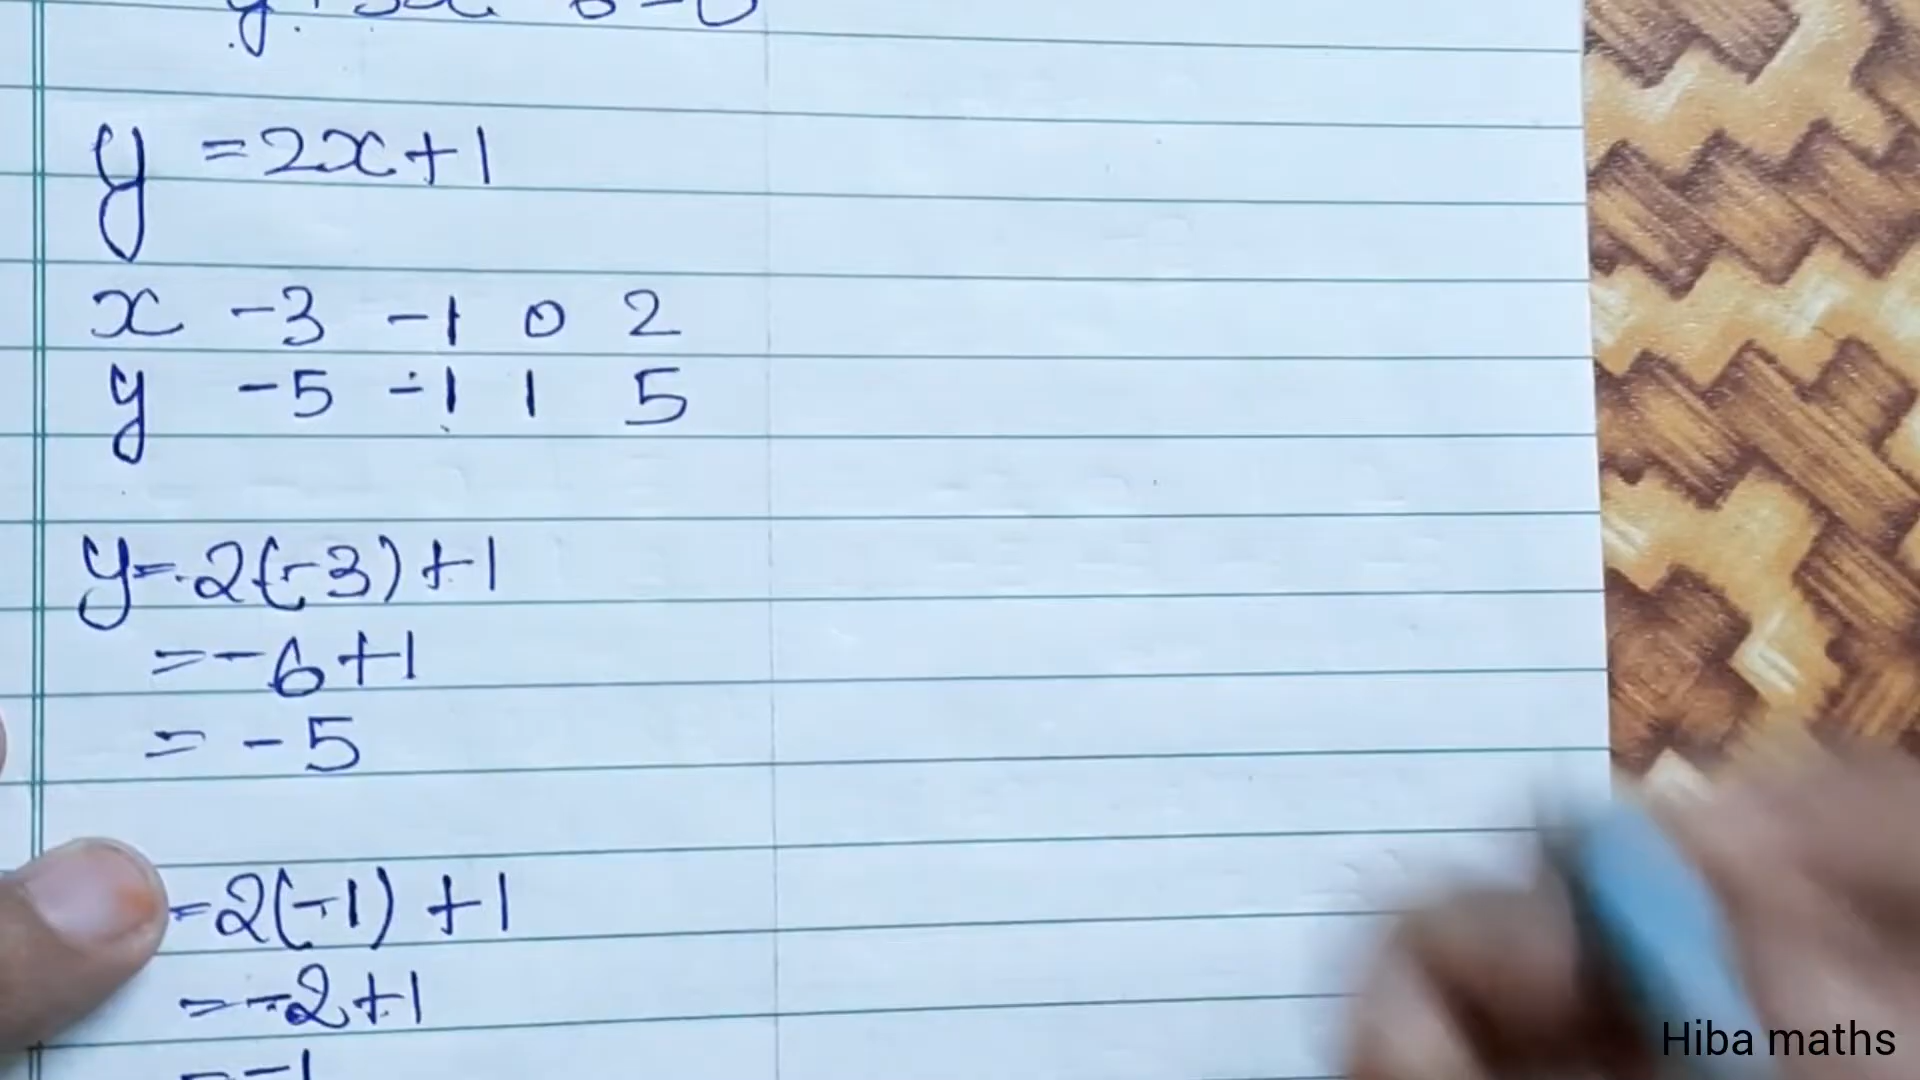 y = 2x + 1
x -3 -1 0 2
y -5 -1 1 5
y = 2(-3) + 1
= -6 + 1
= -5
= 2(-1) + 1
= -2 + 1
= -1
Hiba maths